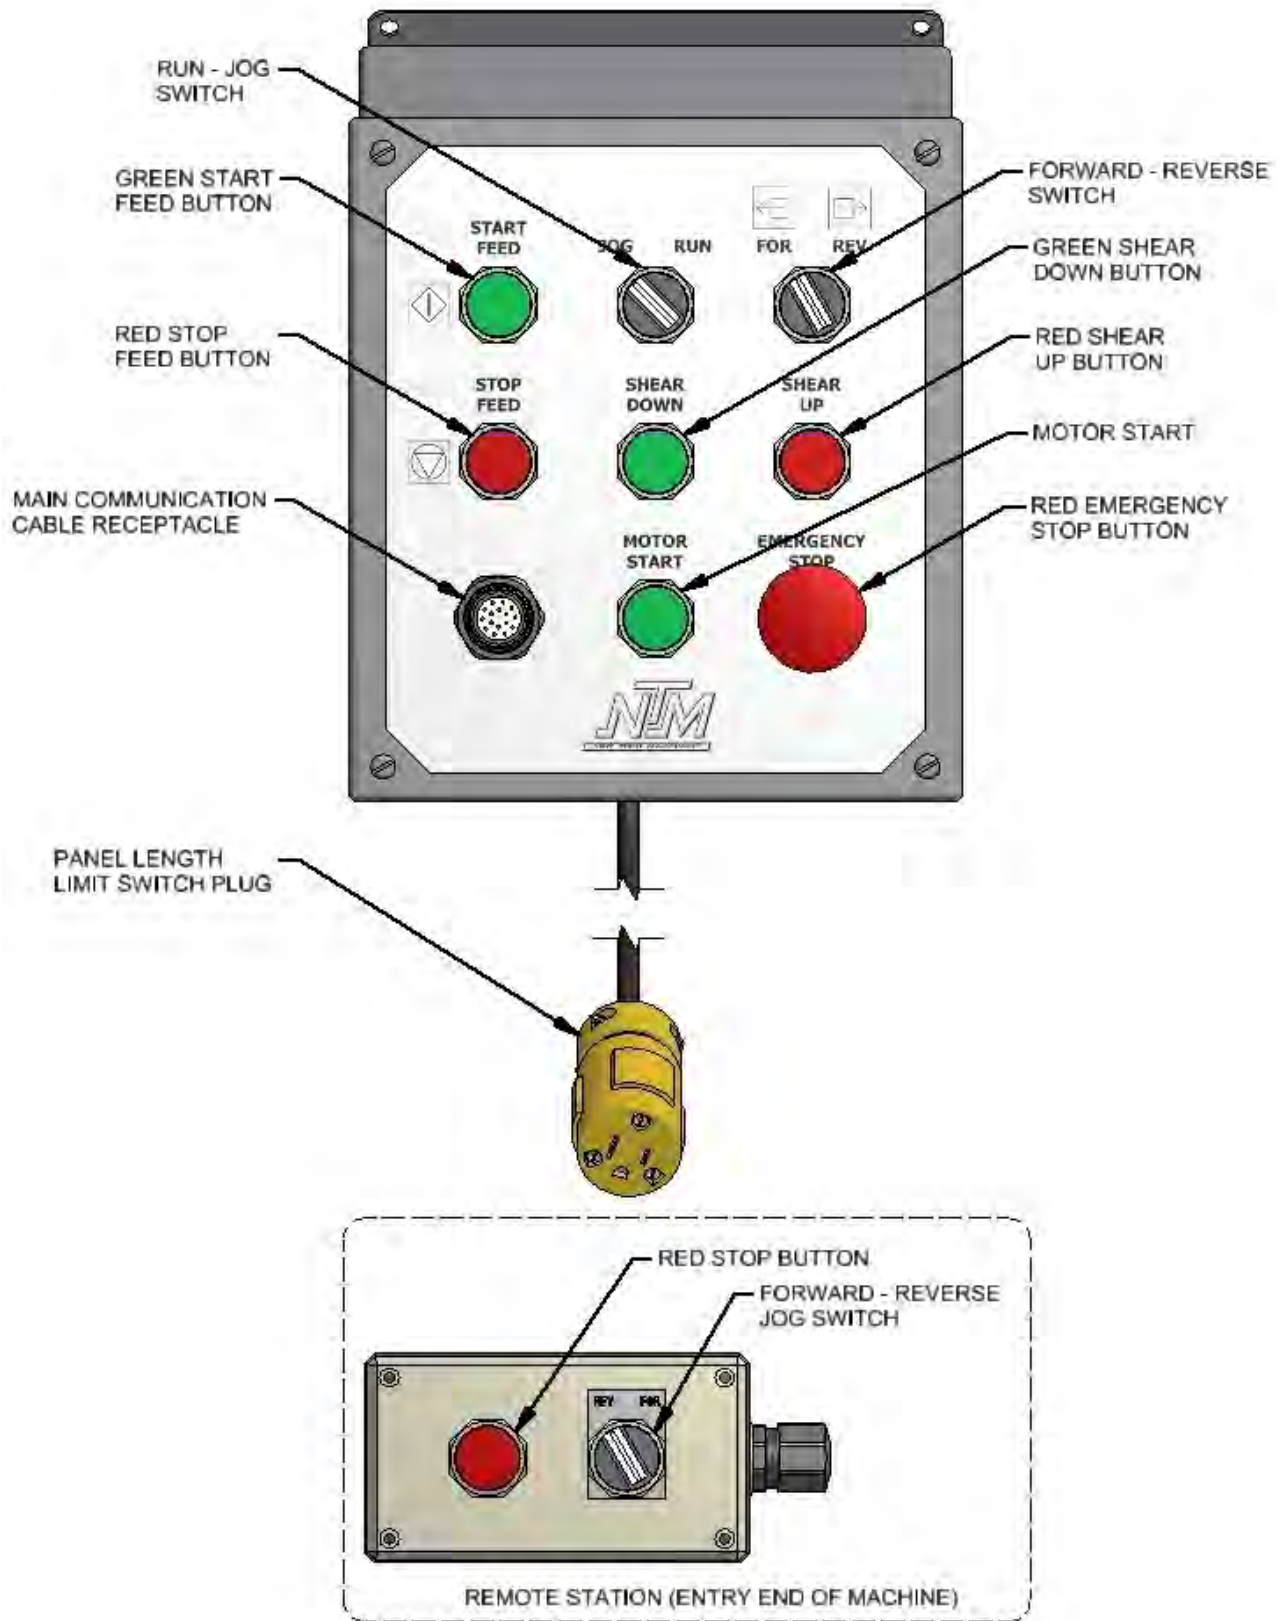 RUN - JOG
SWITCH
GREEN START
FEED BUTTON
RED STOP
FEED BUTTON
MAIN COMMUNICATION
CABLE RECEPTACLE
START
FEED
JOG RUN
FOR REV
STOP
FEED
SHEAR
DOWN
SHEAR
UP
MOTOR
START
EMERGENCY
STOP
NTM
FORWARD - REVERSE
SWITCH
GREEN SHEAR
DOWN BUTTON
RED SHEAR
UP BUTTON
MOTOR START
RED EMERGENCY
STOP BUTTON
PANEL LENGTH
LIMIT SWITCH PLUG
RED STOP BUTTON
FORWARD - REVERSE
JOG SWITCH
REV FOR
REMOTE STATION (ENTRY END OF MACHINE)